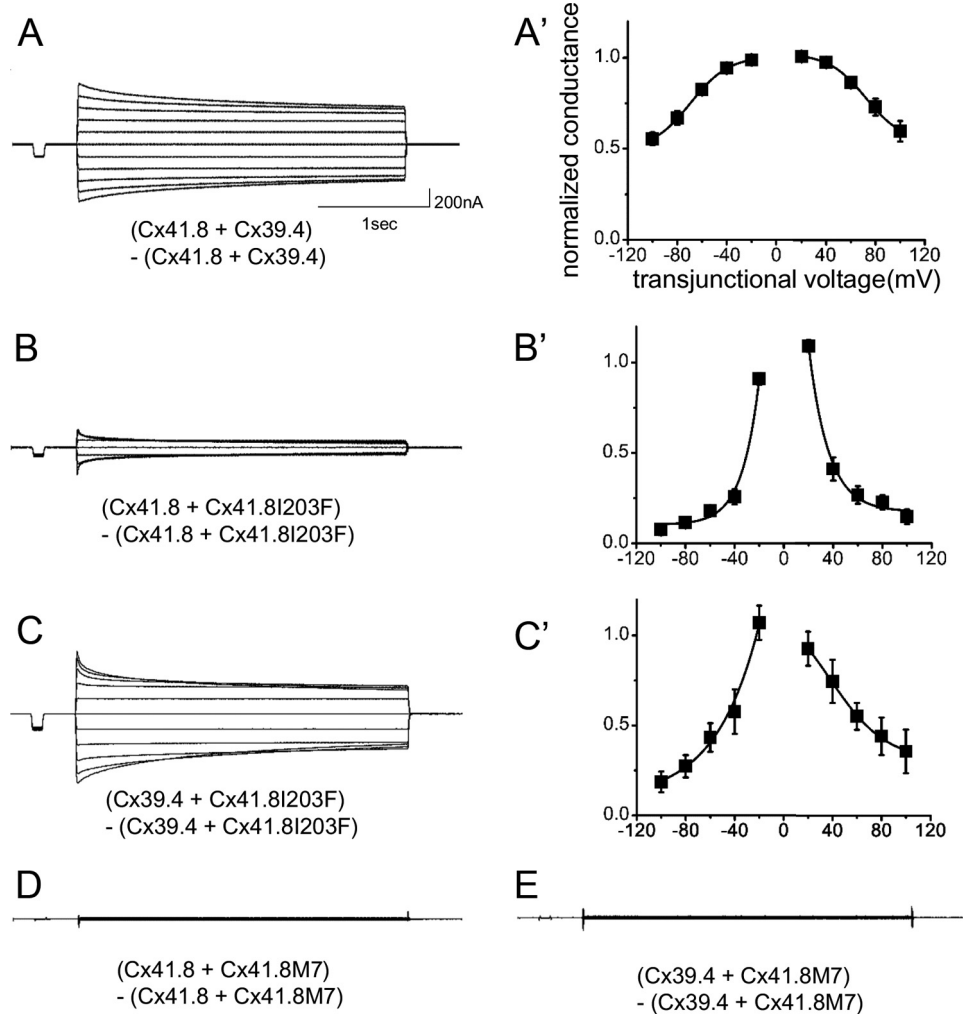 A
200nA
1sec
(Cx41.8 + Cx39.4)
- (Cx41.8 + Cx39.4)
A’
normalized conductance
1.0
0.5
0.0
-120 -80 -40 0 40 80 120
transjunctional voltage(mV)
B
(Cx41.8 + Cx41.8I203F)
- (Cx41.8 + Cx41.8I203F)
B’
1.0
0.5
0.0
-120 -80 -40 0 40 80 120
C
(Cx39.4 + Cx41.8I203F)
- (Cx39.4 + Cx41.8I203F)
C’
1.0
0.5
0.0
-120 -80 -40 0 40 80 120
D
(Cx41.8 + Cx41.8M7)
- (Cx41.8 + Cx41.8M7)
E
(Cx39.4 + Cx41.8M7)
- (Cx39.4 + Cx41.8M7)